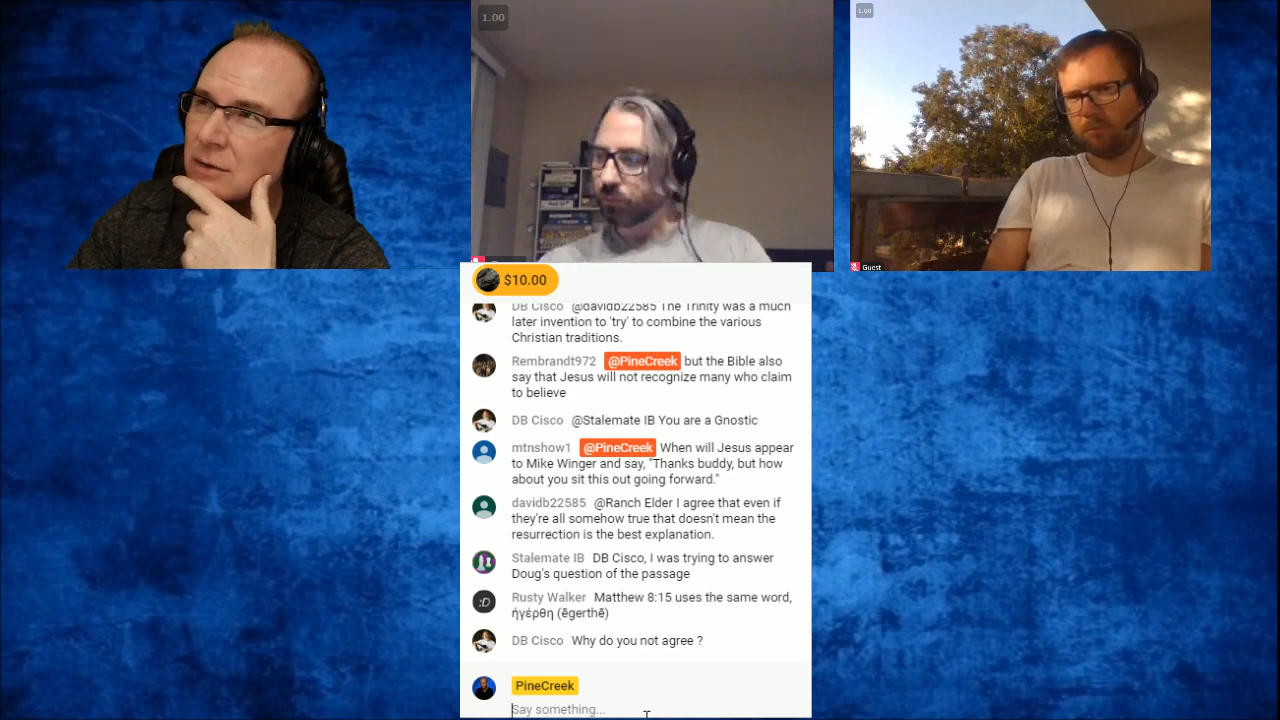 1.00
1.00
Guest
$10.00
DB Cisco @davidb22585 The Trinity was a much
later invention to 'try' to combine the various
Christian traditions.
Rembrandt972 @PineCreek but the Bible also
say that Jesus will not recognize many who claim
to believe
DB Cisco @Stalemate IB You are a Gnostic
mtnshow1 @PineCreek When will Jesus appear
to Mike Winger and say, "Thanks buddy, but how
about you sit this out going forward."
davidb22585 @Ranch Elder I agree that even if
they're all somehow true that doesn't mean the
resurrection is the best explanation.
Stalemate IB DB Cisco, I was trying to answer
Doug's question of the passage
:D
Rusty Walker Matthew 8:15 uses the same word,
ἠγέρθη (ēgerthē)
DB Cisco Why do you not agree ?
PineCreek
Say something...